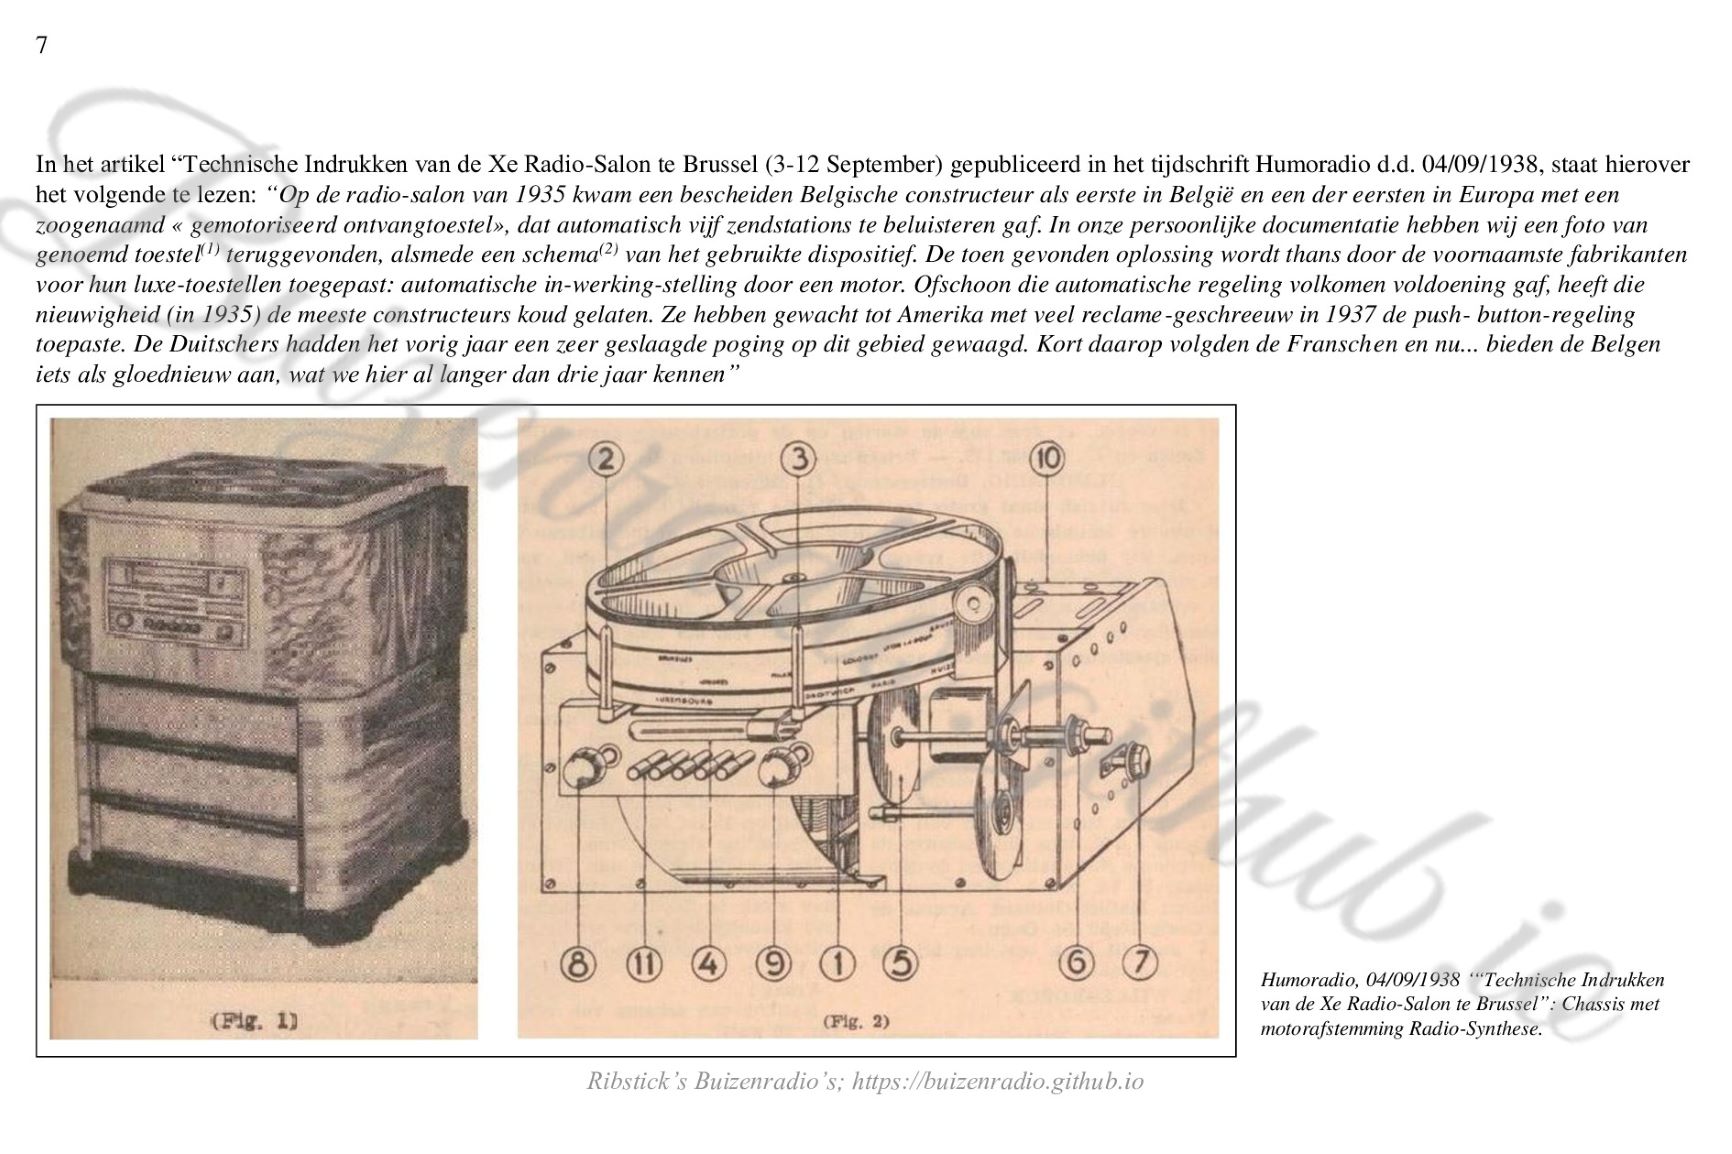 7
In het artikel “Technische Indrukken van de Xe Radio-Salon te Brussel (3-12 September) gepubliceerd in het tijdschrift Humoradio d.d. 04/09/1938, staat hierover
het volgende te lezen: “Op de radio-salon van 1935 kwam een bescheiden Belgische constructeur als eerste in België en een der eersten in Europa met een
zoogenaamd « gemotoriseerd ontvangtoestel», dat automatisch vijf zendstations te beluisteren gaf. In onze persoonlijke documentatie hebben wij een foto van
genoemd toestel(1) teruggevonden, alsmede een schema(2) van het gebruikte dispositief. De toen gevonden oplossing wordt thans door de voornaamste fabrikanten
voor hun luxe-toestellen toegepast: automatische in-werking-stelling door een motor. Ofschoon die automatische regeling volkomen voldoening gaf, heeft die
nieuwigheid (in 1935) de meeste constructeurs koud gelaten. Ze hebben gewacht tot Amerika met veel reclame-geschreeuw in 1937 de push- button-regeling
toepaste. De Duitschers hadden het vorig jaar een zeer geslaagde poging op dit gebied gewaagd. Kort daarop volgden de Franschen en nu... bieden de Belgen
iets als gloednieuw aan, wat we hier al langer dan drie jaar kennen”
2 3 10
BRUXELLES
LONDRES
MILAN
COLOGNE
LUXEMBOURG
DROITWICH
PARIS
HUIZE
8 11 4 9 1 5 6 7
(Fig. 1)
(Fig. 2)
Humoradio, 04/09/1938 ‘“Technische Indrukken
van de Xe Radio-Salon te Brussel”: Chassis met
motorafstemming Radio-Synthese.
Ribstick’s Buizenradio’s; https://buizenradio.github.io
Buizenradio.github.io